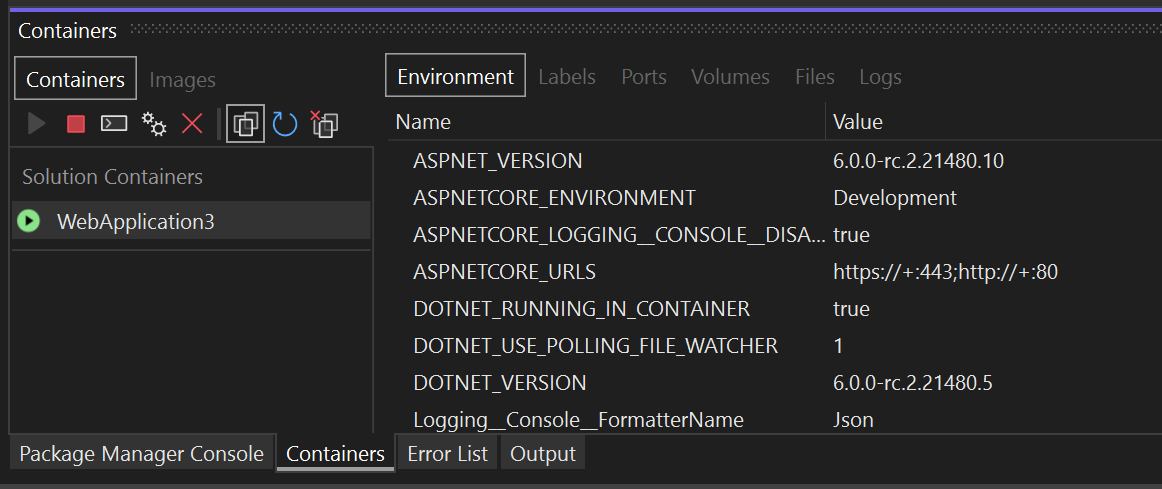 Containers
Containers Images
Environment Labels Ports Volumes Files Logs
Name Value
Solution Containers
WebApplication3
ASPNET_VERSION 6.0.0-rc.2.21480.10
ASPNETCORE_ENVIRONMENT Development
ASPNETCORE_LOGGING__CONSOLE__DISA... true
ASPNETCORE_URLS https://+:443;http://+:80
DOTNET_RUNNING_IN_CONTAINER true
DOTNET_USE_POLLING_FILE_WATCHER 1
DOTNET_VERSION 6.0.0-rc.2.21480.5
Logging__Console__FormatterName Json
Package Manager Console Containers Error List Output